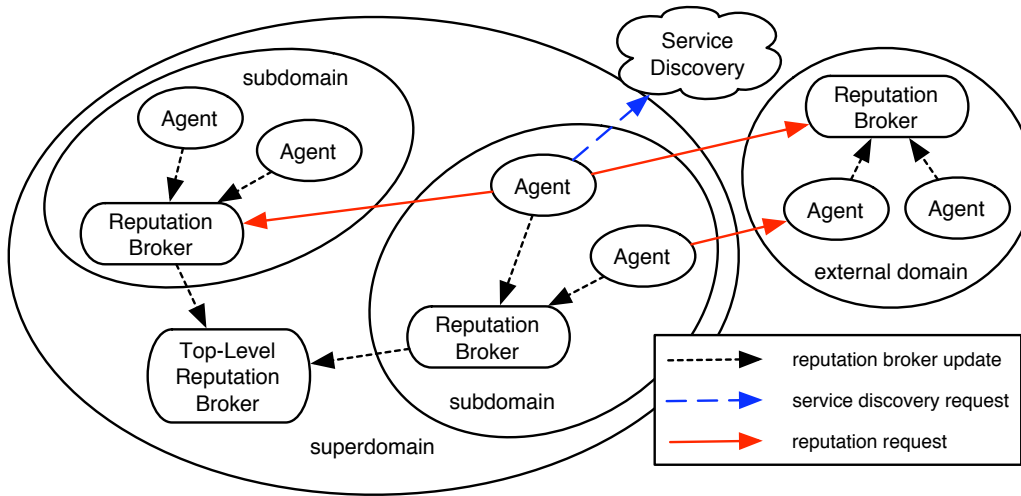 Service
Discovery
subdomain
Agent
Agent
Reputation
Broker
Agent
Reputation
Broker
Agent
Agent
Agent
Reputation
Broker
external domain
Reputation
Broker
Top-Level
Reputation
Broker
subdomain
superdomain
reputation broker update
service discovery request
reputation request